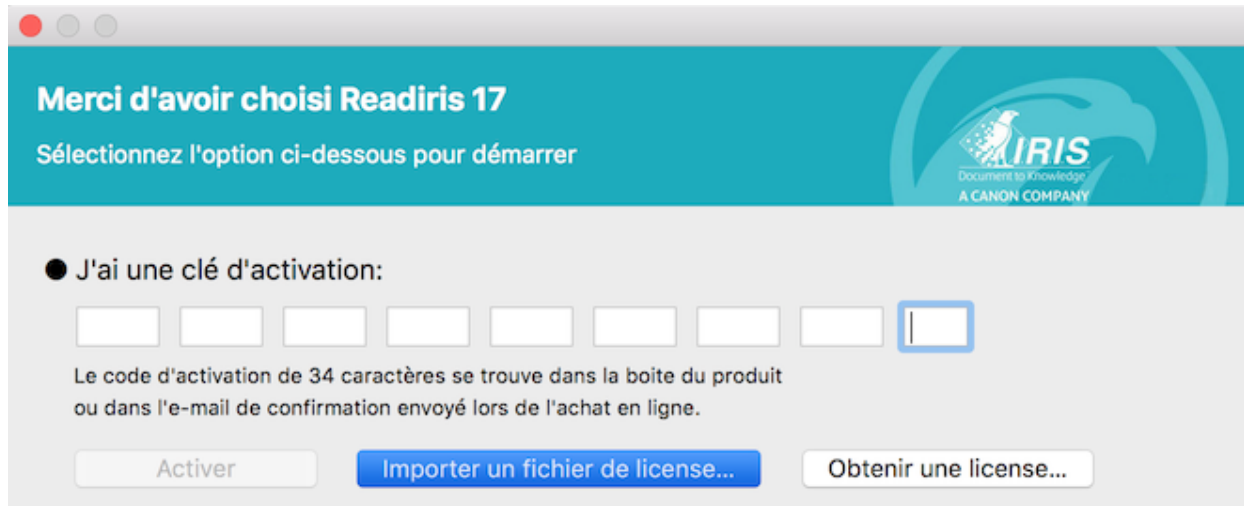 Merci d'avoir choisi Readiris 17
Sélectionnez l'option ci-dessous pour démarrer
IRIS
Document to Knowledge
A CANON COMPANY
J'ai une clé d'activation:
Le code d'activation de 34 caractères se trouve dans la boite du produit
ou dans l'e-mail de confirmation envoyé lors de l'achat en ligne.
Activer
Importer un fichier de license...
Obtenir une license...